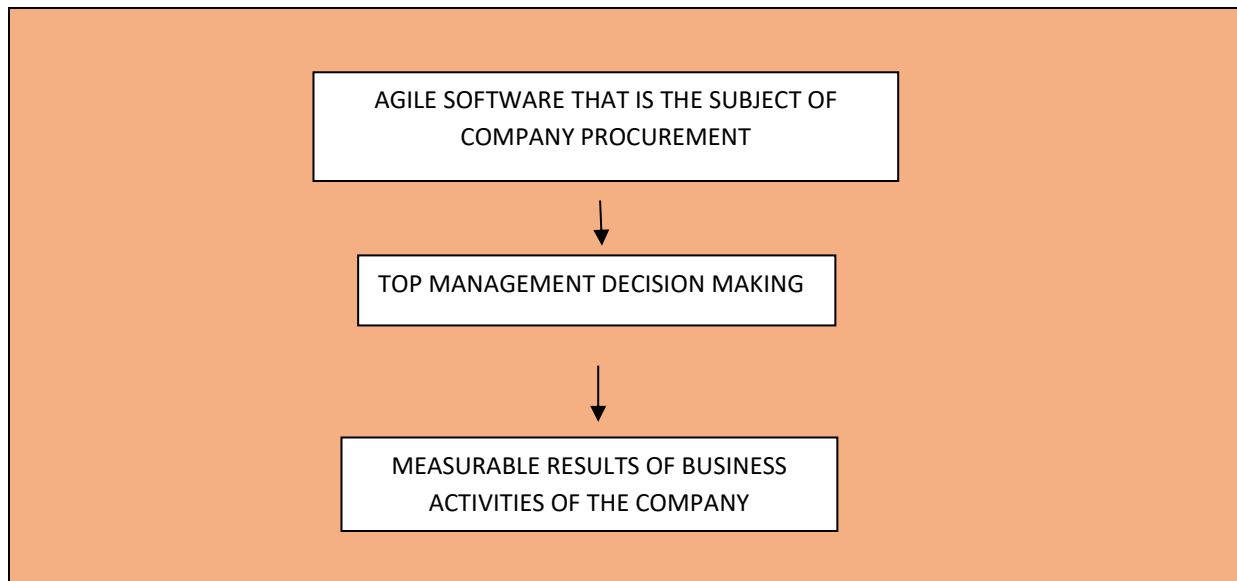 AGILE SOFTWARE THAT IS THE SUBJECT OF
COMPANY PROCUREMENT
TOP MANAGEMENT DECISION MAKING
MEASURABLE RESULTS OF BUSINESS
ACTIVITIES OF THE COMPANY